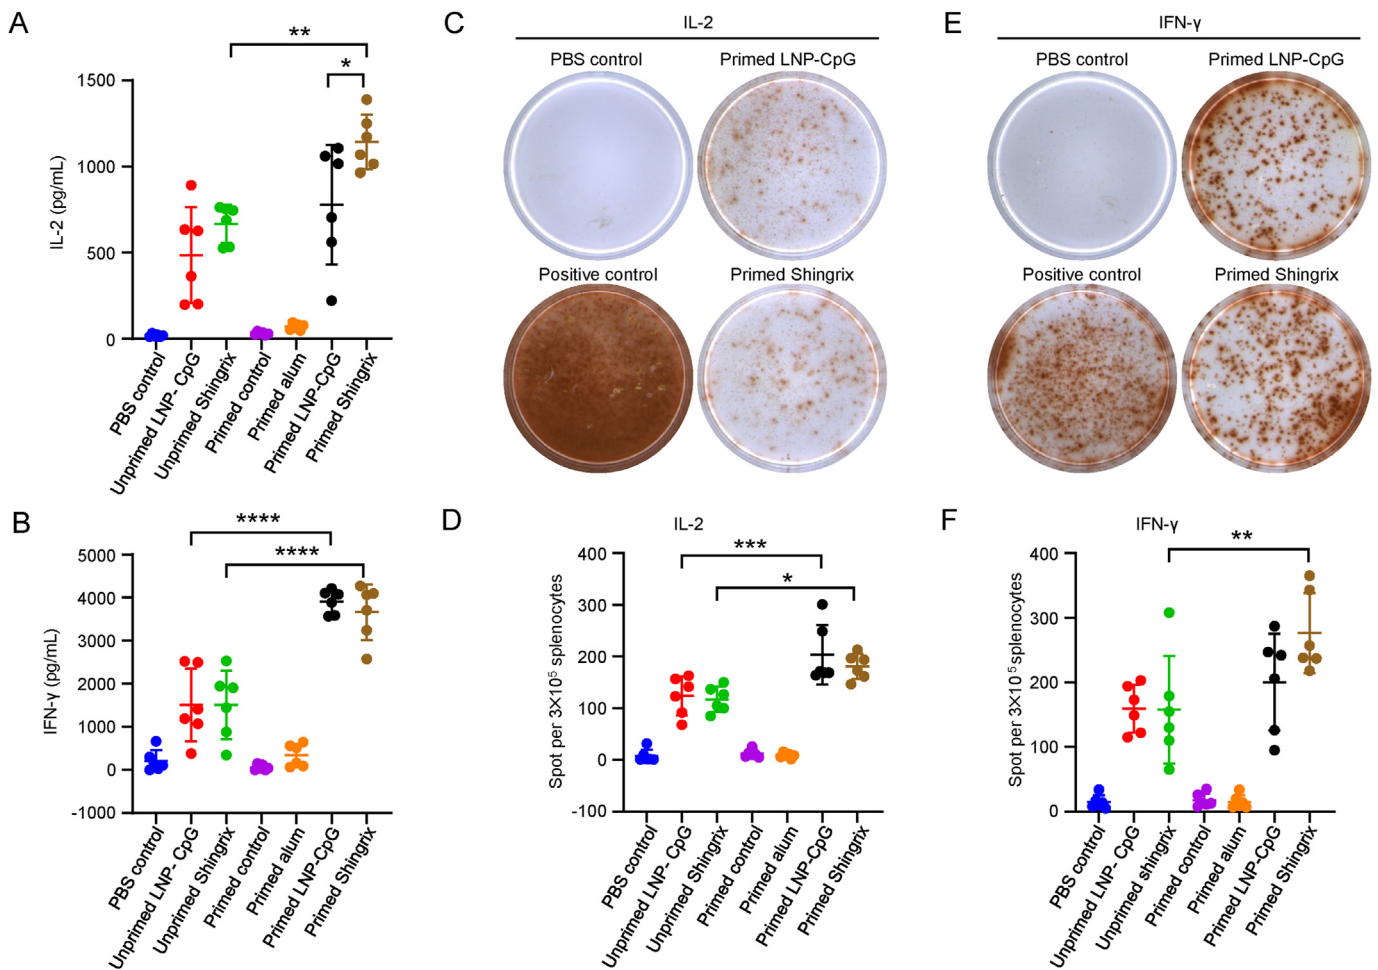 A
**
*
1500
1000
500
0
IL-2 (pg/mL)
PBS control
Unprimed LNP- CpG
Unprimed Shingrix
Primed control
Primed alum
Primed LNP-CpG
Primed Shingrix
B
****
****
5000
4000
3000
2000
1000
0
-1000
IFN-γ (pg/mL)
PBS control
Unprimed LNP- CpG
Unprimed Shingrix
Primed control
Primed alum
Primed LNP-CpG
Primed Shingrix
C
IL-2
PBS control
Primed LNP-CpG
Positive control
Primed Shingrix
D
IL-2
***
*
400
300
200
100
0
-100
Spot per 3×10⁵ splenocytes
PBS control
Unprimed LNP- CpG
Unprimed Shingrix
Primed control
Primed alum
Primed LNP-CpG
Primed Shingrix
E
IFN-γ
PBS control
Primed LNP-CpG
Positive control
Primed Shingrix
F
IFN-γ
**
400
300
200
100
0
Spot per 3×10⁵ splenocytes
PBS control
Unprimed LNP- CpG
Unprimed shingrix
Primed control
Primed alum
Primed LNP-CpG
Primed Shingrix